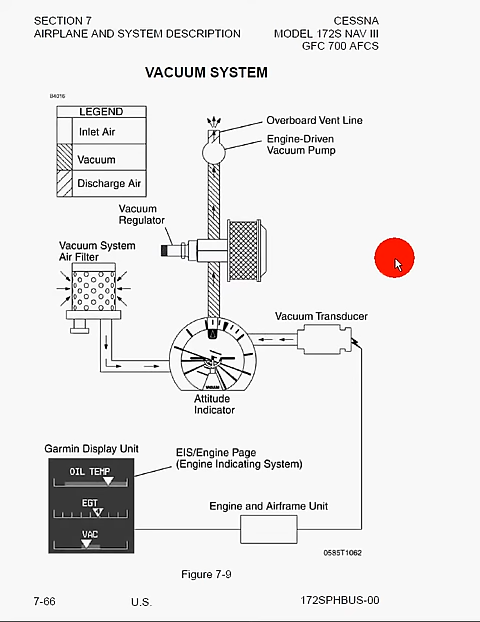 SECTION 7
AIRPLANE AND SYSTEM DESCRIPTION
CESSNA
MODEL 172S NAV III
GFC 700 AFCS
VACUUM SYSTEM
B4016
LEGEND
Inlet Air
Vacuum
Discharge Air
Overboard Vent Line
Engine-Driven
Vacuum Pump
Vacuum
Regulator
Vacuum System
Air Filter
Vacuum Transducer
Attitude
Indicator
Garmin Display Unit
EIS/Engine Page
(Engine Indicating System)
OIL TEMP
EGT
VAC
Engine and Airframe Unit
0585T1062
Figure 7-9
7-66
U.S.
172SPHBUS-00